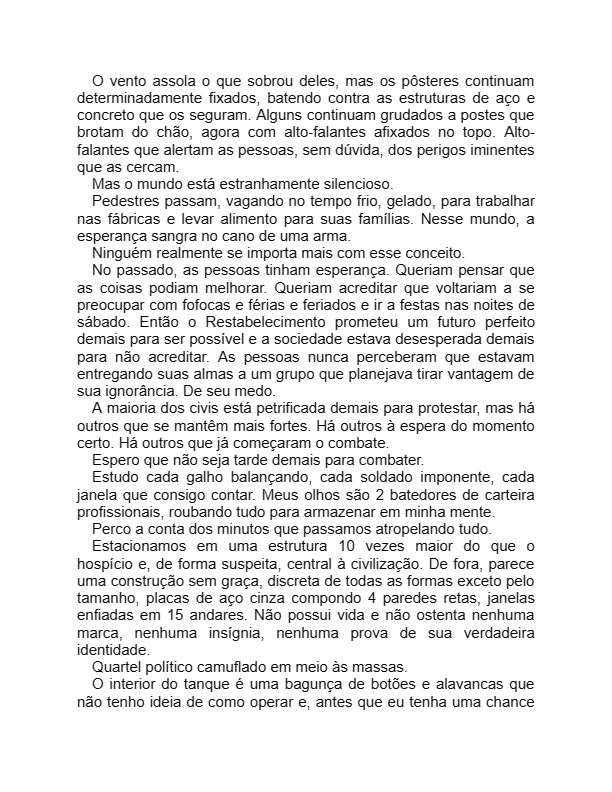 O vento assola o que sobrou deles, mas os pôsteres continuam
determinadamente fixados, batendo contra as estruturas de aço e
concreto que os seguram. Alguns continuam grudados a postes que
brotam do chão, agora com alto-falantes afixados no topo. Alto-
falantes que alertam as pessoas, sem dúvida, dos perigos iminentes
que as cercam.
Mas o mundo está estranhamente silencioso.
Pedestres passam, vagando no tempo frio, gelado, para trabalhar
nas fábricas e levar alimento para suas famílias. Nesse mundo, a
esperança sangra no cano de uma arma.
Ninguém realmente se importa mais com esse conceito.
No passado, as pessoas tinham esperança. Queriam pensar que
as coisas podiam melhorar. Queriam acreditar que voltariam a se
preocupar com fofocas e férias e feriados e ir a festas nas noites de
sábado. Então o Restabelecimento prometeu um futuro perfeito
demais para ser possível e a sociedade estava desesperada demais
para não acreditar. As pessoas nunca perceberam que estavam
entregando suas almas a um grupo que planejava tirar vantagem de
sua ignorância. De seu medo.
A maioria dos civis está petrificada demais para protestar, mas há
outros que se mantêm mais fortes. Há outros à espera do momento
certo. Há outros que já começaram o combate.
Espero que não seja tarde demais para combater.
Estudo cada galho balançando, cada soldado imponente, cada
janela que consigo contar. Meus olhos são 2 batedores de carteira
profissionais, roubando tudo para armazenar em minha mente.
Perco a conta dos minutos que passamos atropelando tudo.
Estacionamos em uma estrutura 10 vezes maior do que o
hospício e, de forma suspeita, central à civilização. De fora, parece
uma construção sem graça, discreta de todas as formas exceto pelo
tamanho, placas de aço cinza compondo 4 paredes retas, janelas
enfiadas em 15 andares. Não possui vida e não ostenta nenhuma
marca, nenhuma insígnia, nenhuma prova de sua verdadeira
identidade.
Quartel político camuflado em meio às massas.
O interior do tanque é uma bagunça de botões e alavancas que
não tenho ideia de como operar e, antes que eu tenha uma chance